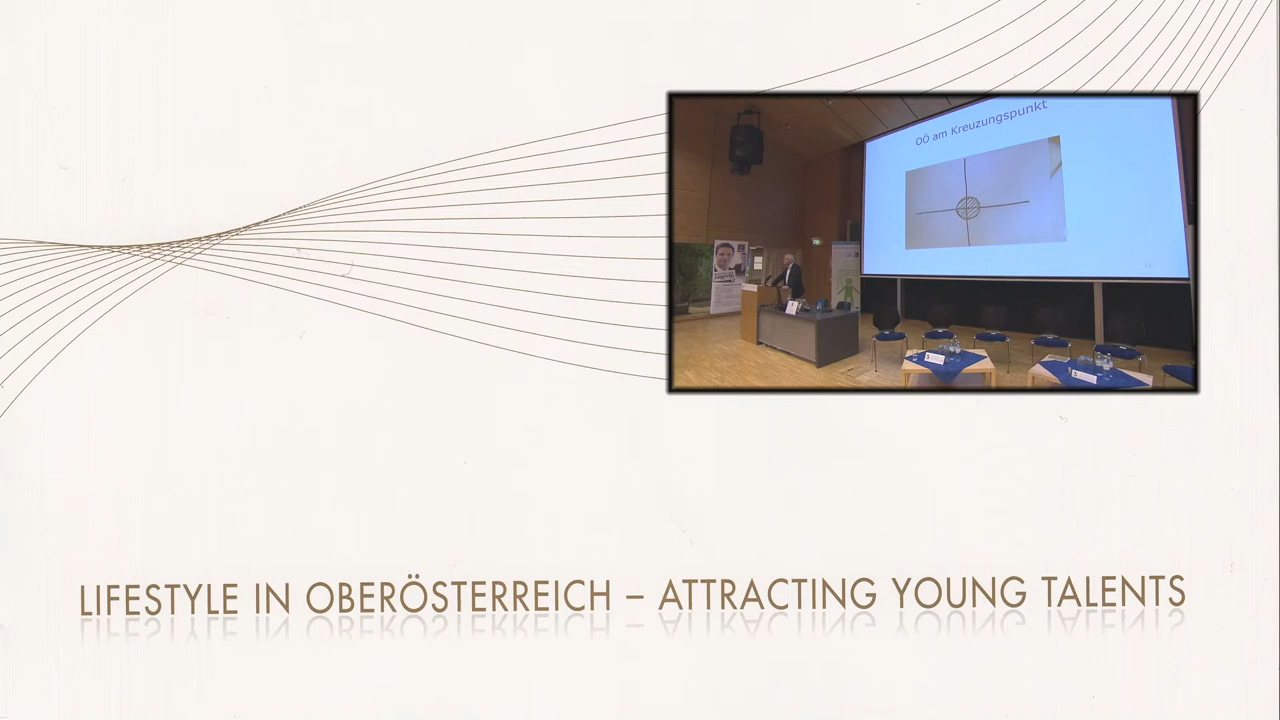 OÖ am Kreuzungspunkt
LIFESTYLE IN OBERÖSTERREICH – ATTRACTING YOUNG TALENTS